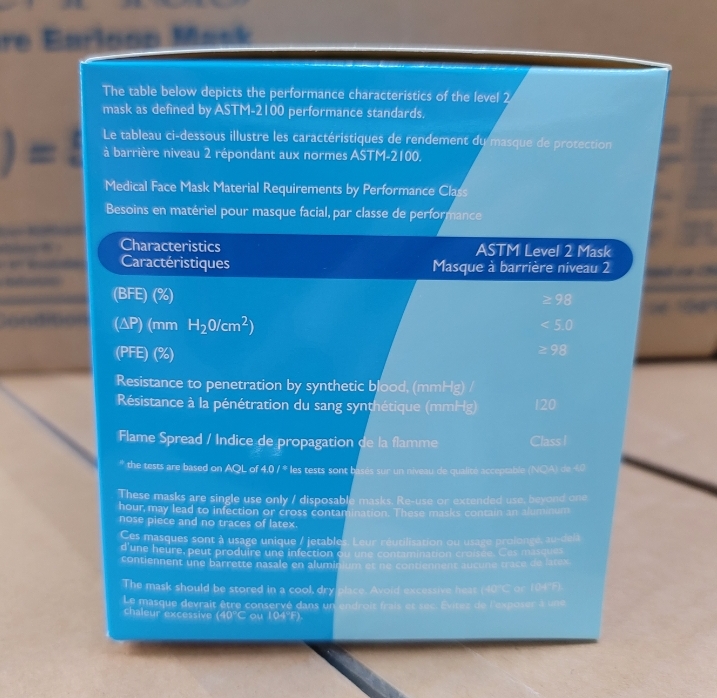 re Earloop Mask
The table below depicts the performance characteristics of the level 2
mask as defined by ASTM-2100 performance standards.
Le tableau ci-dessous illustre les caractéristiques de rendement du masque de protection
à barrière niveau 2 répondant aux normes ASTM-2100.
Medical Face Mask Material Requirements by Performance Class
Besoins en matériel pour masque facial, par classe de performance
Characteristics ASTM Level 2 Mask
Caractéristiques Masque à barrière niveau 2
(BFE) (%) ≥98
(ΔP) (mm H20/cm²) < 5.0
(PFE) (%) ≥98
Resistance to penetration by synthetic blood, (mmHg) /
Résistance à la pénétration du sang synthétique (mmHg) 120
Flame Spread / Indice de propagation de la flamme Class I
* the tests are based on AQL of 4.0 / * les tests sont basés sur un niveau de qualité acceptable (NQA) de 4.0
These masks are single use only / disposable masks. Re-use or extended use, beyond one
hour, may lead to infection or cross contamination. These masks contain an aluminum
nose piece and no traces of latex.
Ces masques sont à usage unique / jetables. Leur réutilisation ou usage prolongé, au-delà
d'une heure, peut produire une infection ou une contamination croisée. Ces masques
contiennent une barrette nasale en aluminium et ne contiennent aucune trace de latex.
The mask should be stored in a cool, dry place. Avoid excessive heat (40°C or 104°F).
Le masque devrait être conservé dans un endroit frais et sec. Évitez de l'exposer à une
chaleur excessive (40°C ou 104°F).